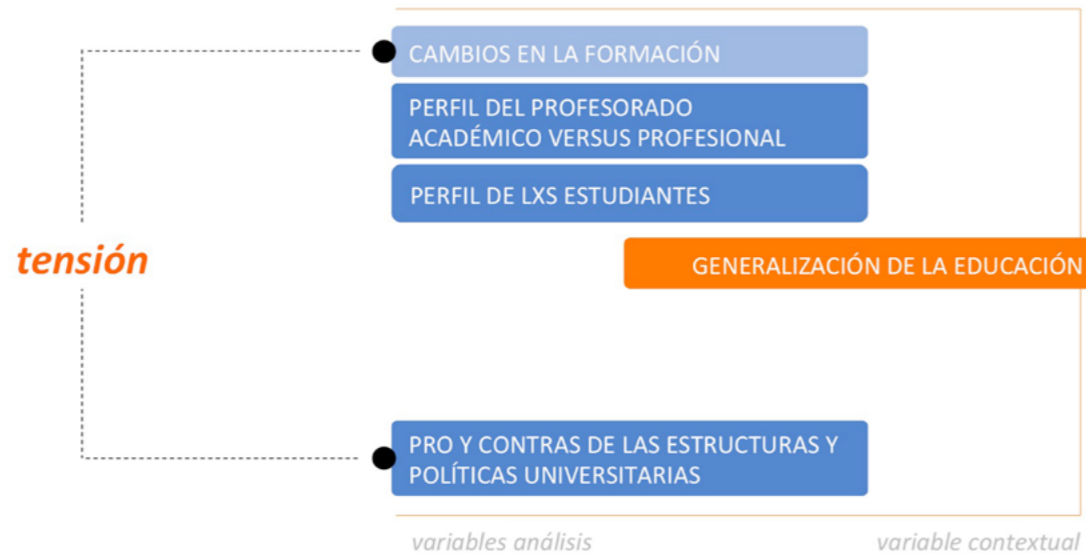 CAMBIOS EN LA FORMACIÓN
PERFIL DEL PROFESORADO
ACADÉMICO VERSUS PROFESIONAL
PERFIL DE LXS ESTUDIANTES
tensión
GENERALIZACIÓN DE LA EDUCACIÓN
PRO Y CONTRAS DE LAS ESTRUCTURAS Y
POLÍTICAS UNIVERSITARIAS
variables análisis
variable contextual